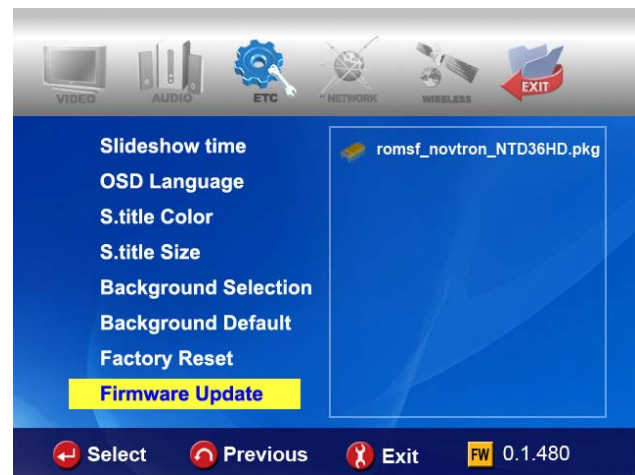 VIDEO AUDIO ETC NETWORK WIRELESS EXIT
Slideshow time
romsf_novtron_NTD36HD.pkg
OSD Language
S.title Color
S.title Size
Background Selection
Background Default
Factory Reset
Firmware Update
Select Previous Exit FW 0.1.480